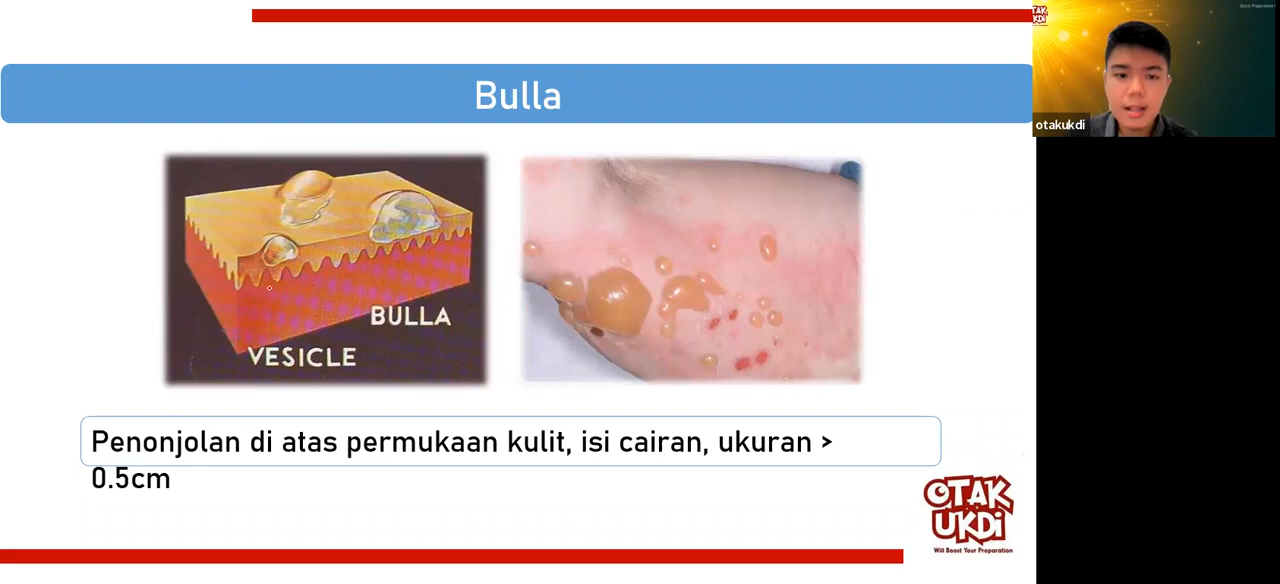 Bulla
BULLA
VESICLE
Penonjolan di atas permukaan kulit, isi cairan, ukuran >
0.5cm
OTAK
UKDi
Will Boost Your Preparation
otakukdi